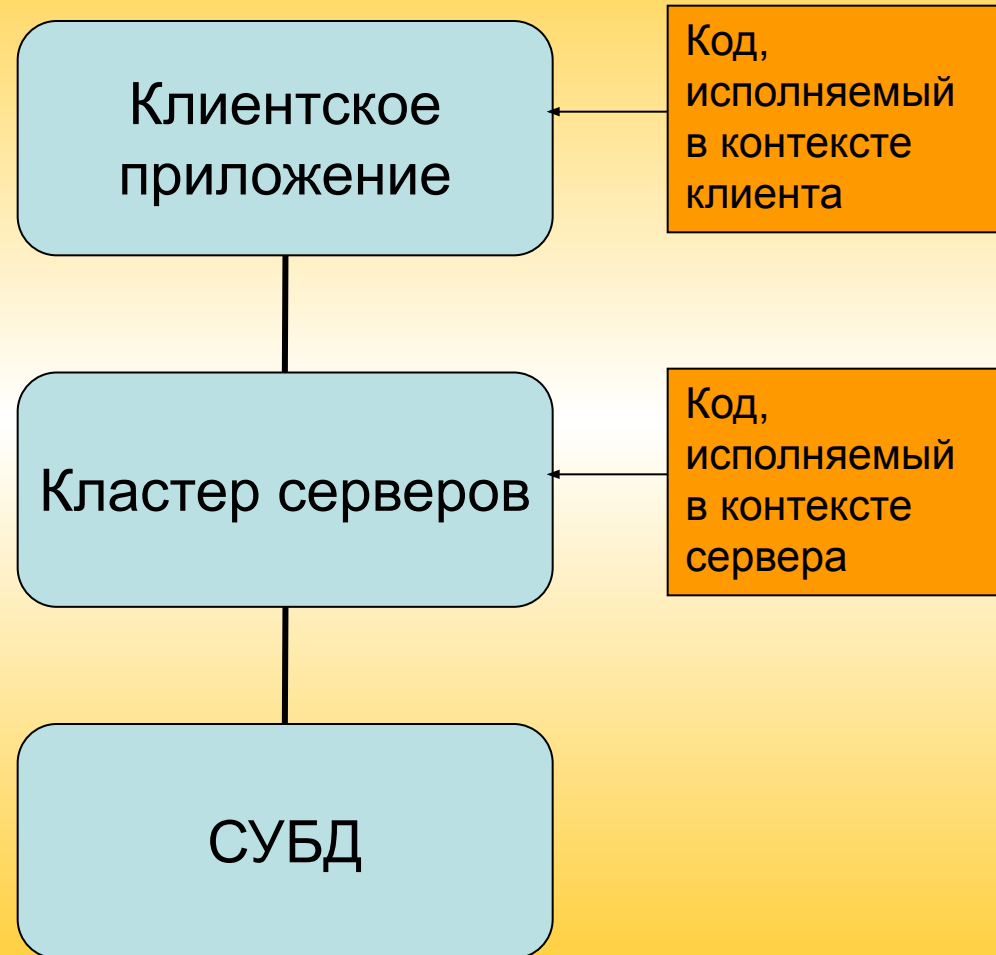 Клиентское
приложение
Код,
исполняемый
в контексте
клиента
Кластер серверов
Код,
исполняемый
в контексте
сервера
СУБД